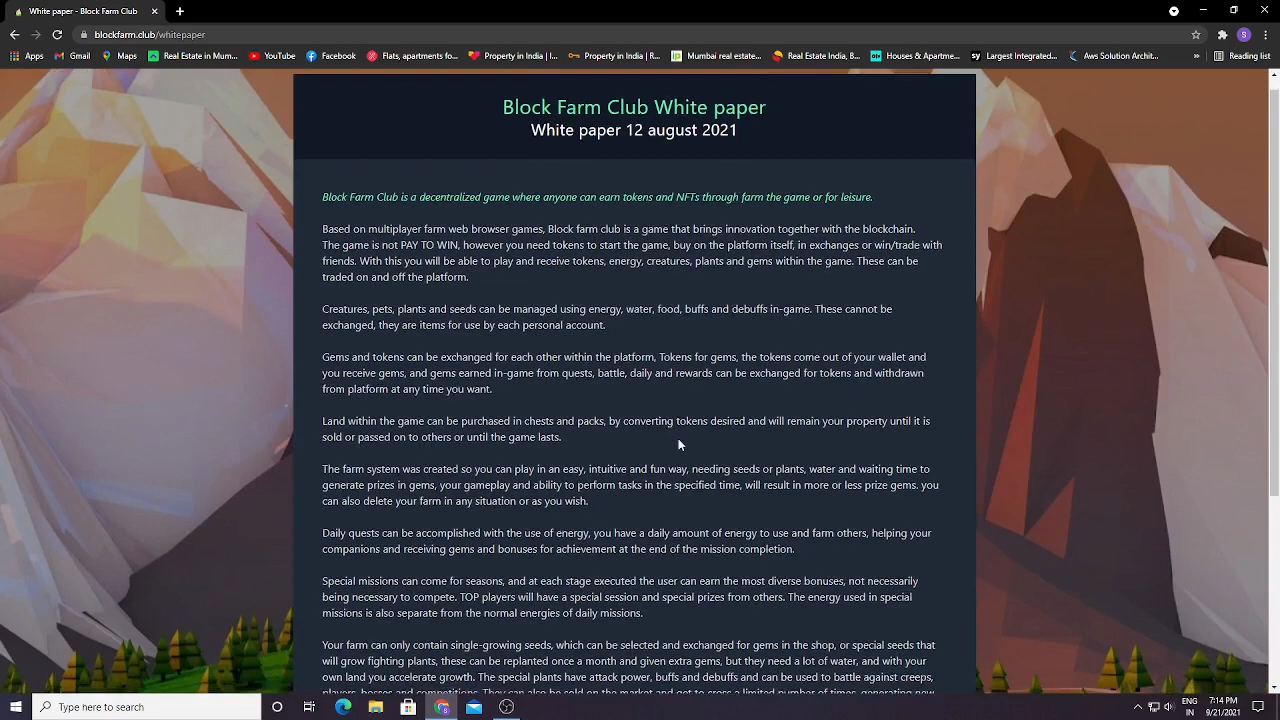 White paper - Block Farm Club
blockfarm.club/whitepaper
S
Apps
Gmail
Maps
Real Estate in Mum...
YouTube
Facebook
Flats, apartments fo...
Property in India | I...
Property in India | R...
Mumbai real estate...
Real Estate India, B...
Houses & Apartme...
Largest Integrated...
Aws Solution Archi...
»
Reading list
Block Farm Club White paper
White paper 12 august 2021
Block Farm Club is a decentralized game where anyone can earn tokens and NFTs through farm the game or for leisure.
Based on multiplayer farm web browser games, Block farm club is a game that brings innovation together with the blockchain.
The game is not PAY TO WIN, however you need tokens to start the game, buy on the platform itself, in exchanges or win/trade with
friends. With this you will be able to play and receive tokens, energy, creatures, plants and gems within the game. These can be
traded on and off the platform.
Creatures, pets, plants and seeds can be managed using energy, water, food, buffs and debuffs in-game. These cannot be
exchanged, they are items for use by each personal account.
Gems and tokens can be exchanged for each other within the platform, Tokens for gems, the tokens come out of your wallet and
you receive gems, and gems earned in-game from quests, battle, daily and rewards can be exchanged for tokens and withdrawn
from platform at any time you want.
Land within the game can be purchased in chests and packs, by converting tokens desired and will remain your property until it is
sold or passed on to others or until the game lasts.
The farm system was created so you can play in an easy, intuitive and fun way, needing seeds or plants, water and waiting time to
generate prizes in gems, your gameplay and ability to perform tasks in the specified time, will result in more or less prize gems. you
can also delete your farm in any situation or as you wish.
Daily quests can be accomplished with the use of energy, you have a daily amount of energy to use and farm others, helping your
companions and receiving gems and bonuses for achievement at the end of the mission completion.
Special missions can come for seasons, and at each stage executed the user can earn the most diverse bonuses, not necessarily
being necessary to compete. TOP players will have a special session and special prizes from others. The energy used in special
missions is also separate from the normal energies of daily missions.
Your farm can only contain single-growing seeds, which can be selected and exchanged for gems in the shop, or special seeds that
will grow fighting plants, these can be replanted once a month and given extra gems, but they need a lot of water, and with your
own land you accelerate growth. The special plants have attack power, buffs and debuffs and can be used to battle against creeps,
players, bosses and competitions. They can also be sold on the market and get to cross a limited number of times, generating new
Type here to search
ENG
IN
7:14 PM
9/21/2021